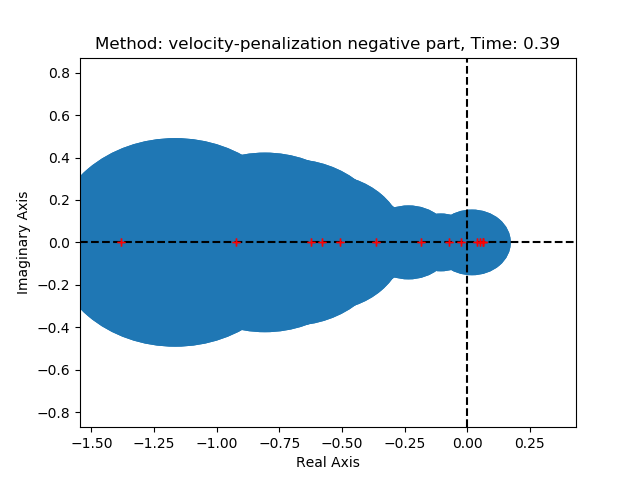 Method: velocity-penalization negative part, Time: 0.39
0.8
0.6
0.4
0.2
0.0
−0.2
−0.4
−0.6
−0.8
Imaginary Axis
−1.50 −1.25 −1.00 −0.75 −0.50 −0.25 0.00 0.25
Real Axis